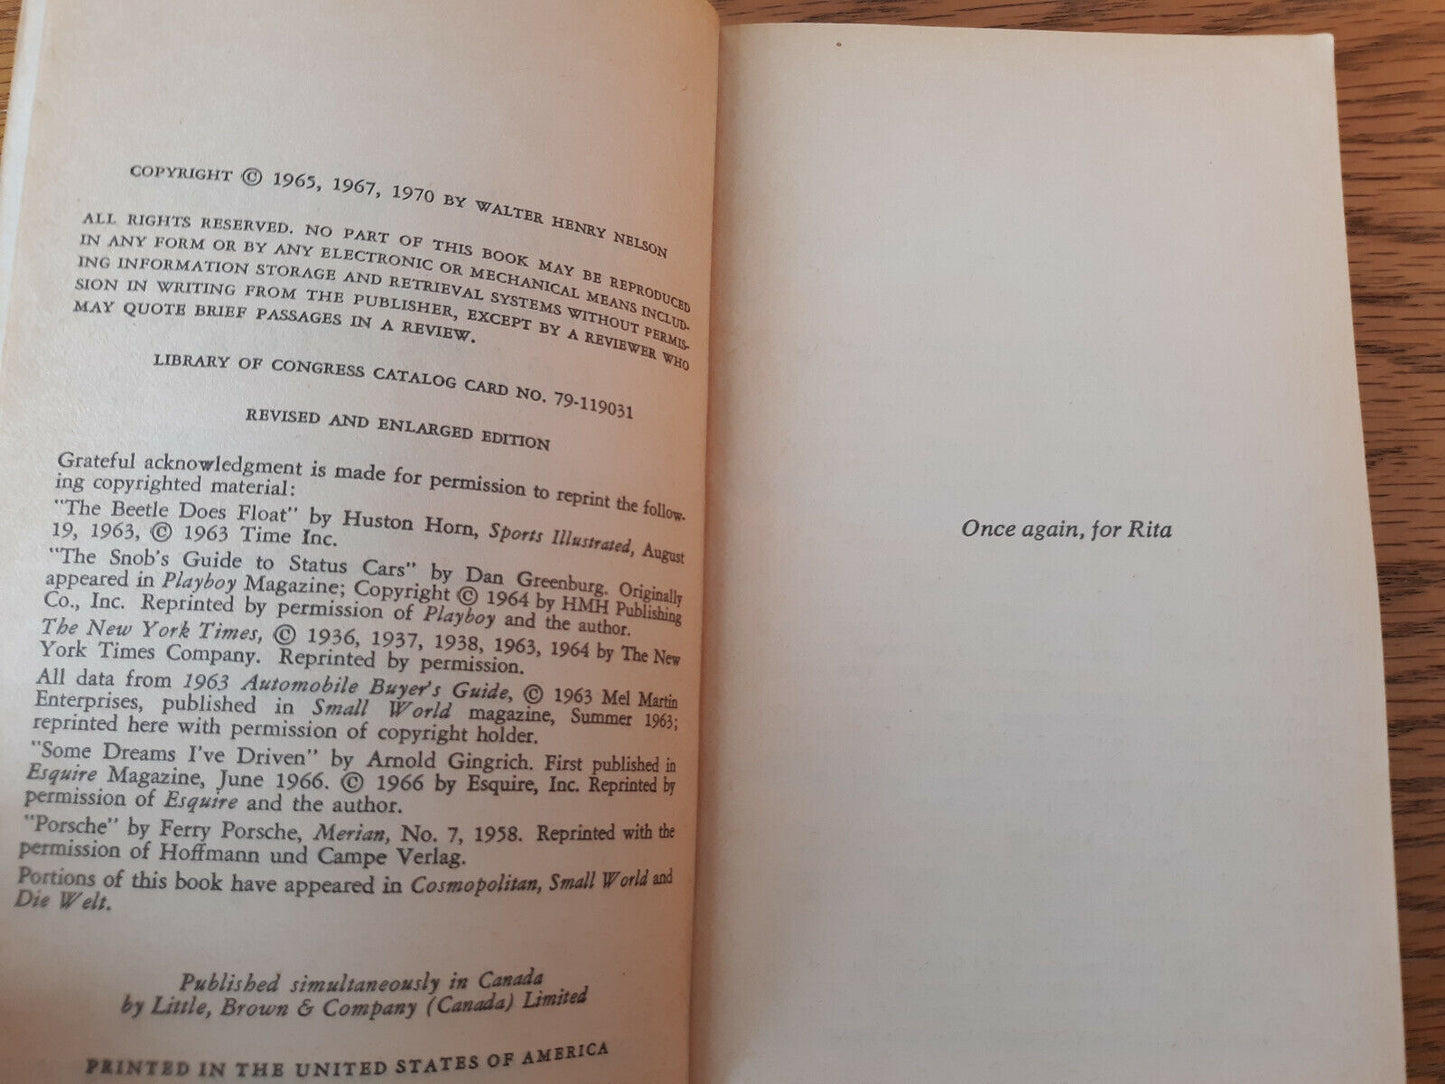 COPYRIGHT © 1965, 1967, 1970 BY WALTER HENRY NELSON
ALL RIGHTS RESERVED. NO PART OF THIS BOOK MAY BE REPRODUCED
IN ANY FORM OR BY ANY ELECTRONIC OR MECHANICAL MEANS INCLUD-
ING INFORMATION STORAGE AND RETRIEVAL SYSTEMS WITHOUT PERMIS-
SION IN WRITING FROM THE PUBLISHER, EXCEPT BY A REVIEWER WHO
MAY QUOTE BRIEF PASSAGES IN A REVIEW.
LIBRARY OF CONGRESS CATALOG CARD NO. 79-119031
REVISED AND ENLARGED EDITION
Grateful acknowledgment is made for permission to reprint the follow-
ing copyrighted material:
"The Beetle Does Float" by Huston Horn, Sports Illustrated, August
19, 1963, © 1963 Time Inc.
"The Snob's Guide to Status Cars" by Dan Greenburg. Originally
appeared in Playboy Magazine; Copyright © 1964 by HMH Publishing
Co., Inc. Reprinted by permission of Playboy and the author.
The New York Times, © 1936, 1937, 1938, 1963, 1964 by The New
York Times Company. Reprinted by permission.
All data from 1963 Automobile Buyer's Guide, © 1963 Mel Martin
Enterprises, published in Small World magazine, Summer 1963;
reprinted here with permission of copyright holder.
"Some Dreams I've Driven" by Arnold Gingrich. First published in
Esquire Magazine, June 1966. © 1966 by Esquire, Inc. Reprinted by
permission of Esquire and the author.
"Porsche" by Ferry Porsche, Merian, No. 7, 1958. Reprinted with the
permission of Hoffmann und Campe Verlag.
Portions of this book have appeared in Cosmopolitan, Small World and
Die Welt.
Published simultaneously in Canada
by Little, Brown & Company (Canada) Limited
PRINTED IN THE UNITED STATES OF AMERICA
Once again, for Rita